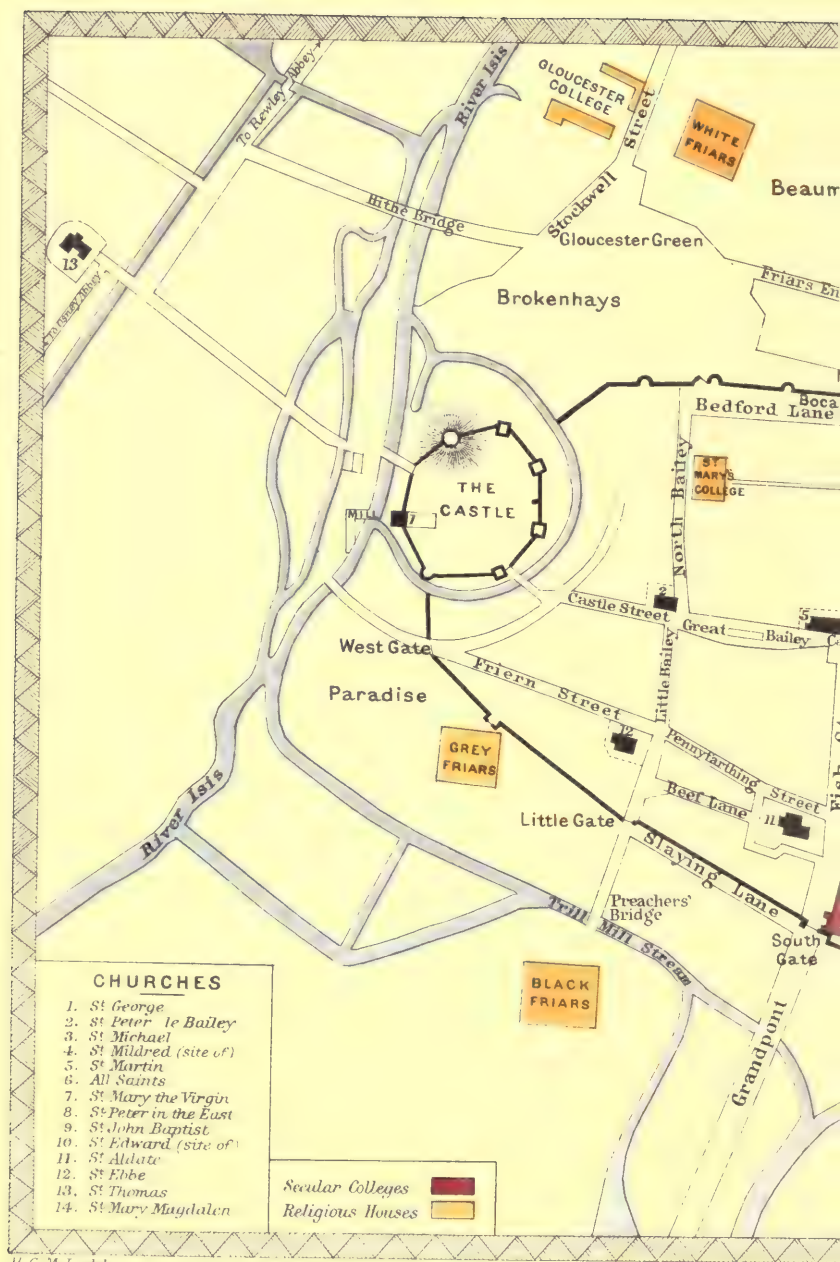 To Rewley Abbey
River Isis
GLOUCESTER
COLLEGE
Street
WHITE
FRIARS
Beaum
Stockwell
Hithe Bridge
Gloucester Green
13
To Osney Abbey
Brokenhays
Friars En
Boca
Bedford Lane
North Bailey
ST
MARY'S
COLLEGE
THE
CASTLE
MILL
1
2
5
Castle Street
Great Bailey
Little Bailey
West Gate
Friern Street
Paradise
12
Pennyfarthing Street
GREY
FRIARS
Beef Lane
11
Little Gate
Slaying Lane
River Isis
Preachers'
Bridge
Trill Mill Stream
South
Gate
BLACK
FRIARS
Grandpont
CHURCHES
1. St George
2. St Peter le Bailey
3. St Michael
4. St Mildred (site of)
5. St Martin
6. All Saints
7. St Mary the Virgin
8. St Peter in the East
9. St John Baptist
10. St Edward (site of)
11. St Aldate
12. St Ebbe
13. St Thomas
14. St Mary Magdalen
Secular Colleges
Religious Houses